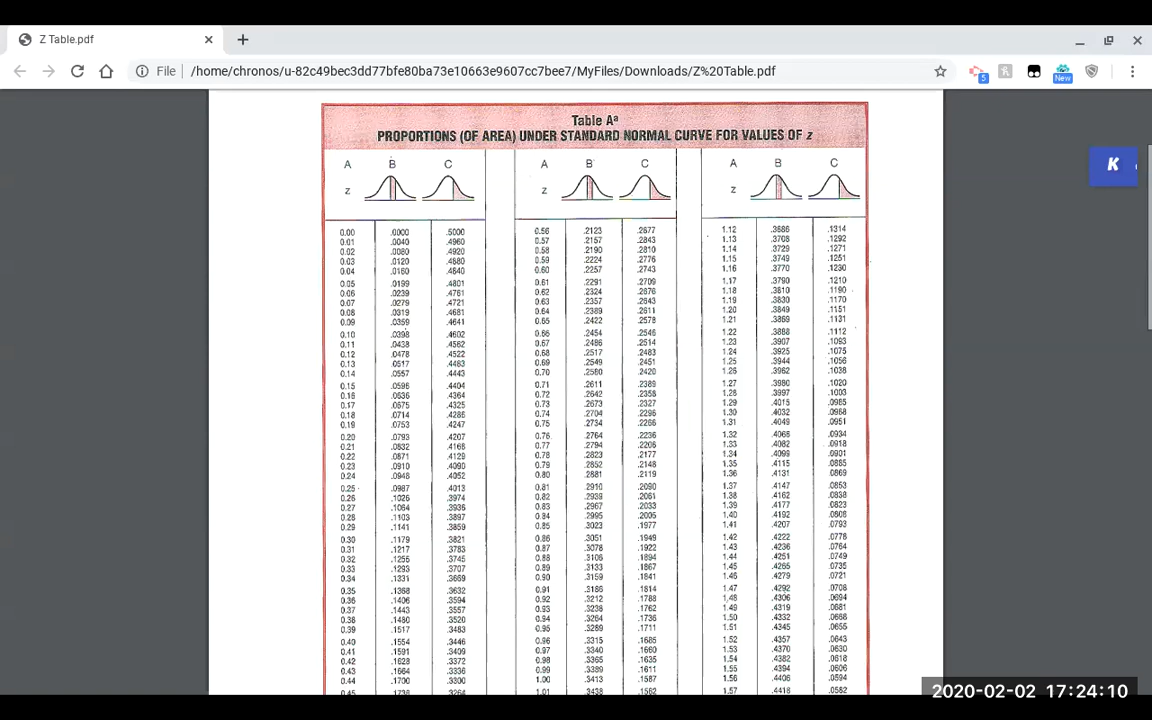 Z Table.pdf
File /home/chronos/u-82c49bec3dd77bfe80ba73e10663e9607cc7bee7/MyFiles/Downloads/Z%20Table.pdf
5
New
K
Table Aª
PROPORTIONS (OF AREA) UNDER STANDARD NORMAL CURVE FOR VALUES OF z
A B C A B C A B C
z z z
0.00 .0000 .5000 0.56 .2123 .2877 1.12 .3686 .1314
0.01 .0040 .4960 0.57 .2157 .2843 1.13 .3708 .1292
0.02 .0080 .4920 0.58 .2190 .2810 1.14 .3729 .1271
0.03 .0120 .4880 0.59 .2224 .2776 1.15 .3749 .1251
0.04 .0160 .4840 0.60 .2257 .2743 1.16 .3770 .1230
0.05 .0199 .4801 0.61 .2291 .2709 1.17 .3790 .1210
0.06 .0239 .4761 0.62 .2324 .2676 1.18 .3810 .1190
0.07 .0279 .4721 0.63 .2357 .2643 1.19 .3830 .1170
0.08 .0319 .4681 0.64 .2389 .2611 1.20 .3849 .1151
0.09 .0359 .4641 0.65 .2422 .2578 1.21 .3869 .1131
0.10 .0398 .4602 0.66 .2454 .2546 1.22 .3888 .1112
0.11 .0438 .4562 0.67 .2486 .2514 1.23 .3907 .1093
0.12 .0478 .4522 0.68 .2517 .2483 1.24 .3925 .1075
0.13 .0517 .4483 0.69 .2549 .2451 1.25 .3944 .1056
0.14 .0557 .4443 0.70 .2580 .2420 1.26 .3962 .1038
0.15 .0596 .4404 0.71 .2611 .2389 1.27 .3980 .1020
0.16 .0636 .4364 0.72 .2642 .2358 1.28 .3997 .1003
0.17 .0675 .4325 0.73 .2673 .2327 1.29 .4015 .0985
0.18 .0714 .4286 0.74 .2704 .2296 1.30 .4032 .0968
0.19 .0753 .4247 0.75 .2734 .2266 1.31 .4049 .0951
0.20 .0793 .4207 0.76 .2764 .2236 1.32 .4066 .0934
0.21 .0832 .4168 0.77 .2794 .2206 1.33 .4082 .0918
0.22 .0871 .4129 0.78 .2823 .2177 1.34 .4099 .0901
0.23 .0910 .4090 0.79 .2852 .2148 1.35 .4115 .0885
0.24 .0948 .4052 0.80 .2881 .2119 1.36 .4131 .0869
0.25 .0987 .4013 0.81 .2910 .2090 1.37 .4147 .0853
0.26 .1026 .3974 0.82 .2939 .2061 1.38 .4162 .0838
0.27 .1064 .3936 0.83 .2967 .2033 1.39 .4177 .0823
0.28 .1103 .3897 0.84 .2995 .2005 1.40 .4192 .0808
0.29 .1141 .3859 0.85 .3023 .1977 1.41 .4207 .0793
0.30 .1179 .3821 0.86 .3051 .1949 1.42 .4222 .0778
0.31 .1217 .3783 0.87 .3078 .1922 1.43 .4236 .0764
0.32 .1255 .3745 0.88 .3106 .1894 1.44 .4251 .0749
0.33 .1293 .3707 0.89 .3133 .1867 1.45 .4265 .0735
0.34 .1331 .3669 0.90 .3159 .1841 1.46 .4279 .0721
0.35 .1368 .3632 0.91 .3186 .1814 1.47 .4292 .0708
0.36 .1406 .3594 0.92 .3212 .1788 1.48 .4306 .0694
0.37 .1443 .3557 0.93 .3238 .1762 1.49 .4319 .0681
0.38 .1480 .3520 0.94 .3264 .1736 1.50 .4332 .0668
0.39 .1517 .3483 0.95 .3289 .1711 1.51 .4345 .0655
0.40 .1554 .3446 0.96 .3315 .1685 1.52 .4357 .0643
0.41 .1591 .3409 0.97 .3340 .1660 1.53 .4370 .0630
0.42 .1628 .3372 0.98 .3365 .1635 1.54 .4382 .0618
0.43 .1664 .3336 0.99 .3389 .1611 1.55 .4394 .0606
0.44 .1700 .3300 1.00 .3413 .1587 1.56 .4406 .0594
0.45 .1736 .3264 1.01 .3438 .1562 1.57 .4418 .0582
2020-02-02 17:24:10